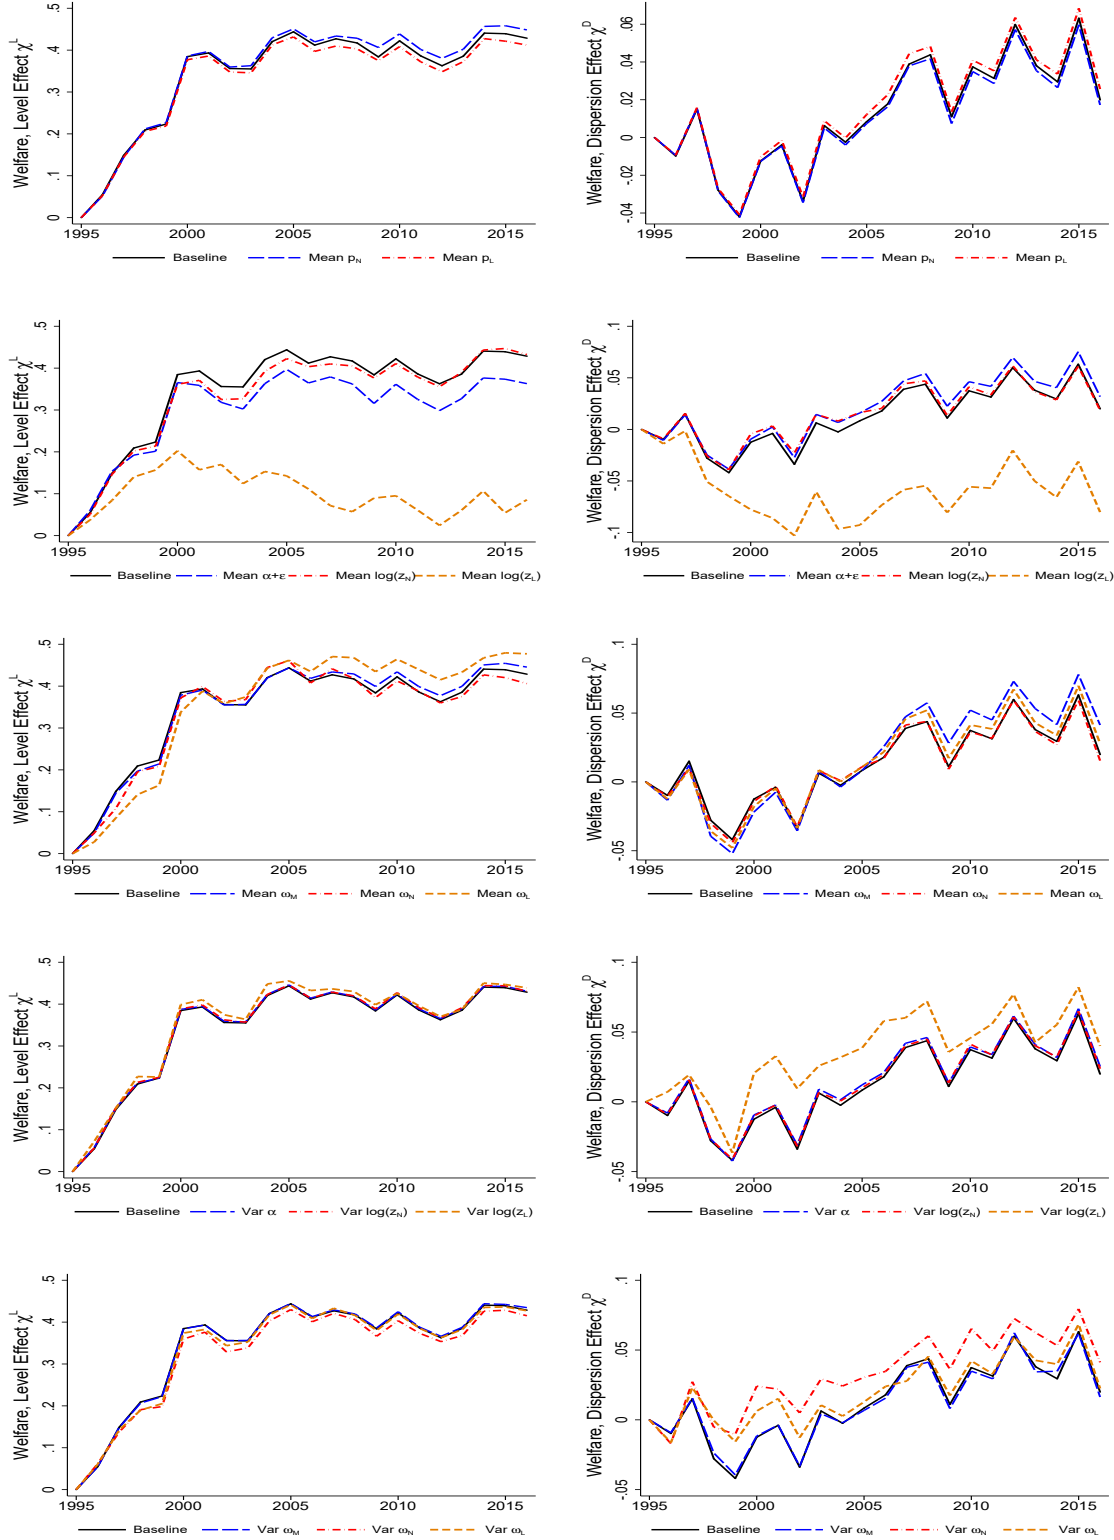 Welfare, Level Effect χ^L
.5
.4
.3
.2
.1
0
1995 2000 2005 2010 2015
Baseline Mean p_N Mean p_L
Welfare, Dispersion Effect χ^D
.06
.04
.02
0
-.02
-.04
1995 2000 2005 2010 2015
Baseline Mean p_N Mean p_L
Welfare, Level Effect χ^L
.5
.4
.3
.2
.1
0
1995 2000 2005 2010 2015
Baseline Mean α+ε Mean log(z_N) Mean log(z_L)
Welfare, Dispersion Effect χ^D
.1
.05
0
-.05
-.1
1995 2000 2005 2010 2015
Baseline Mean α+ε Mean log(z_N) Mean log(z_L)
Welfare, Level Effect χ^L
.5
.4
.3
.2
.1
0
1995 2000 2005 2010 2015
Baseline Mean ω_M Mean ω_N Mean ω_L
Welfare, Dispersion Effect χ^D
.1
.05
0
-.05
1995 2000 2005 2010 2015
Baseline Mean ω_M Mean ω_N Mean ω_L
Welfare, Level Effect χ^L
.5
.4
.3
.2
.1
0
1995 2000 2005 2010 2015
Baseline Var α Var log(z_N) Var log(z_L)
Welfare, Dispersion Effect χ^D
.1
.05
0
-.05
1995 2000 2005 2010 2015
Baseline Var α Var log(z_N) Var log(z_L)
Welfare, Level Effect χ^L
.5
.4
.3
.2
.1
0
1995 2000 2005 2010 2015
Baseline Var ω_M Var ω_N Var ω_L
Welfare, Dispersion Effect χ^D
.1
.05
0
-.05
1995 2000 2005 2010 2015
Baseline Var ω_M Var ω_N Var ω_L